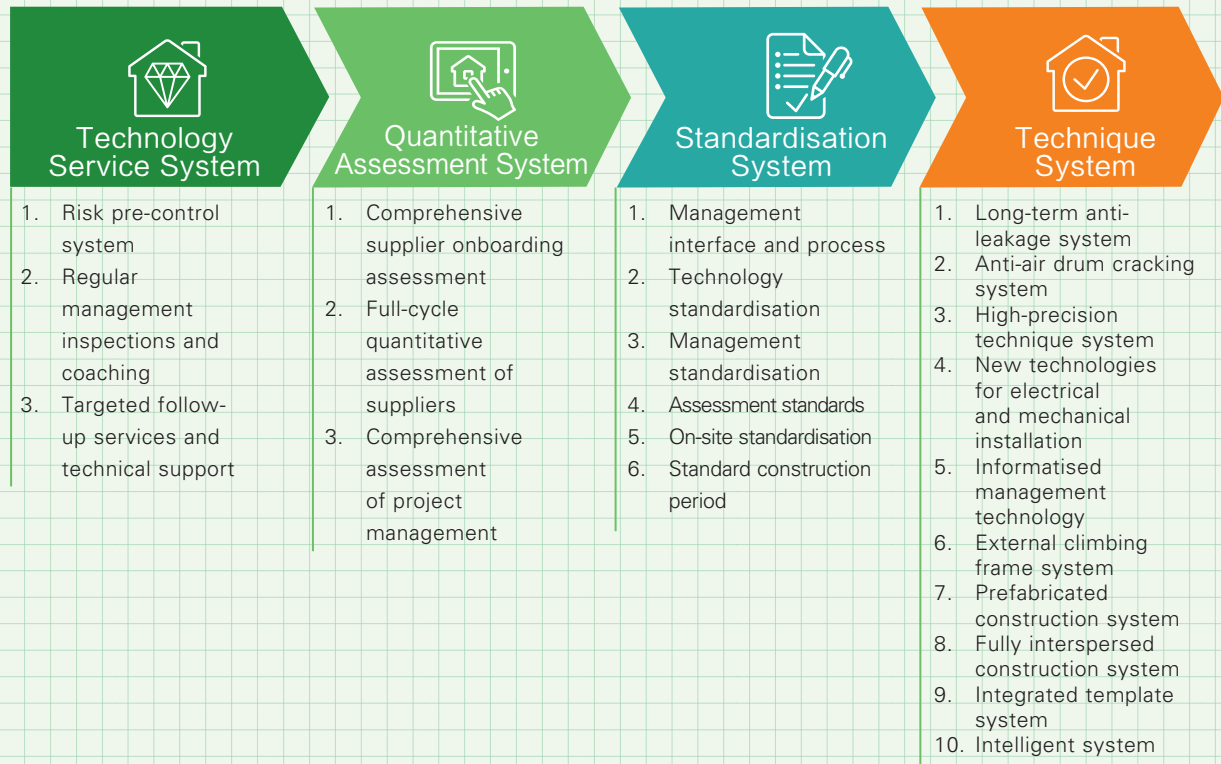 Technology
Service System
1. Risk pre-control
system
2. Regular
management
inspections and
coaching
3. Targeted follow-
up services and
technical support
Quantitative
Assessment System
1. Comprehensive
supplier onboarding
assessment
2. Full-cycle
quantitative
assessment of
suppliers
3. Comprehensive
assessment
of project
management
Standardisation
System
1. Management
interface and process
2. Technology
standardisation
3. Management
standardisation
4. Assessment standards
5. On-site standardisation
6. Standard construction
period
Technique
System
1. Long-term anti-
leakage system
2. Anti-air drum cracking
system
3. High-precision
technique system
4. New technologies
for electrical
and mechanical
installation
5. Informatised
management
technology
6. External climbing
frame system
7. Prefabricated
construction system
8. Fully interspersed
construction system
9. Integrated template
system
10. Intelligent system